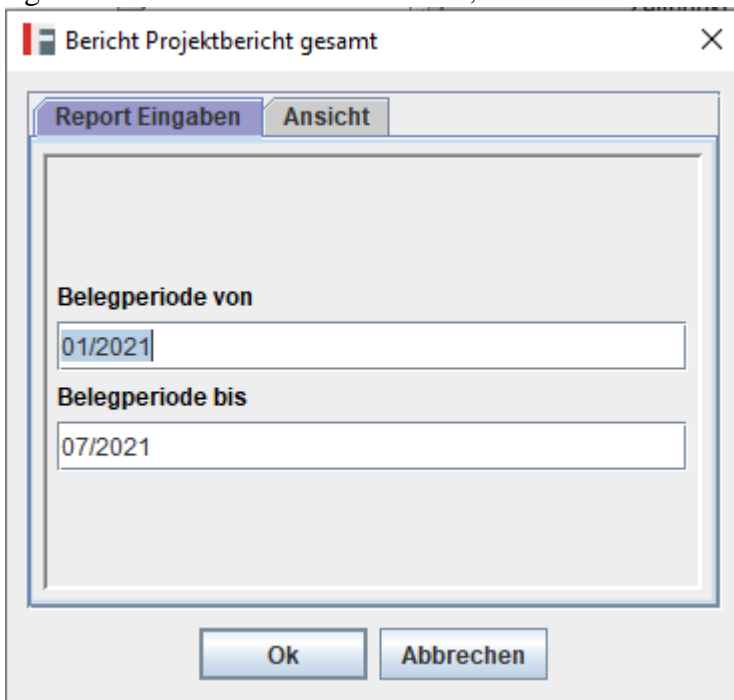 Bericht Projektbericht gesamt
Report Eingaben Ansicht
Belegperiode von
01/2021
Belegperiode bis
07/2021
Ok Abbrechen